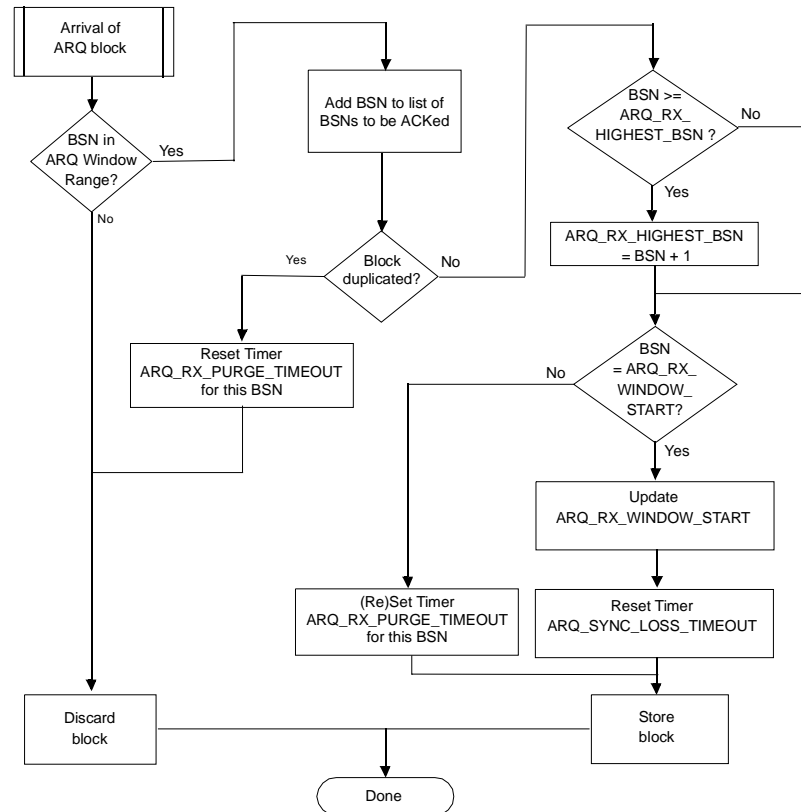 Arrival of
ARQ block
BSN in
ARQ Window
Range?
Yes
No
Add BSN to list of
BSNs to be ACKed
Block
duplicated?
Yes
No
Reset Timer
ARQ_RX_PURGE_TIMEOUT
for this BSN
BSN >=
ARQ_RX_
HIGHEST_BSN ?
No
Yes
ARQ_RX_HIGHEST_BSN
= BSN + 1
BSN
= ARQ_RX_
WINDOW_
START?
No
Yes
Update
ARQ_RX_WINDOW_START
(Re)Set Timer
ARQ_RX_PURGE_TIMEOUT
for this BSN
Reset Timer
ARQ_SYNC_LOSS_TIMEOUT
Discard
block
Store
block
Done